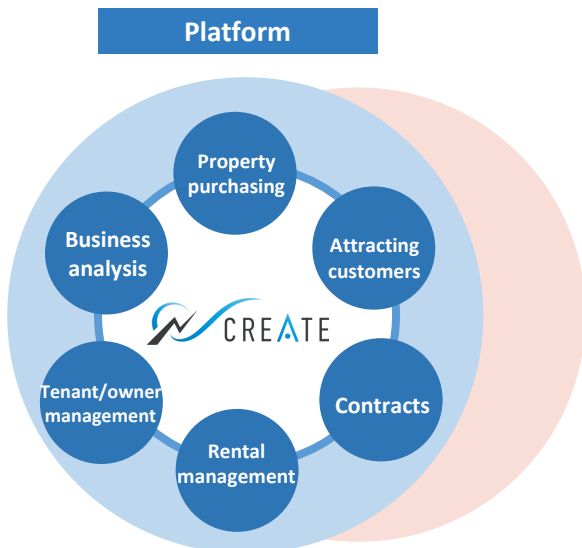 Platform
Property
purchasing
Attracting
customers
Contracts
Rental
management
Tenant/owner
management
Business
analysis
CREATE